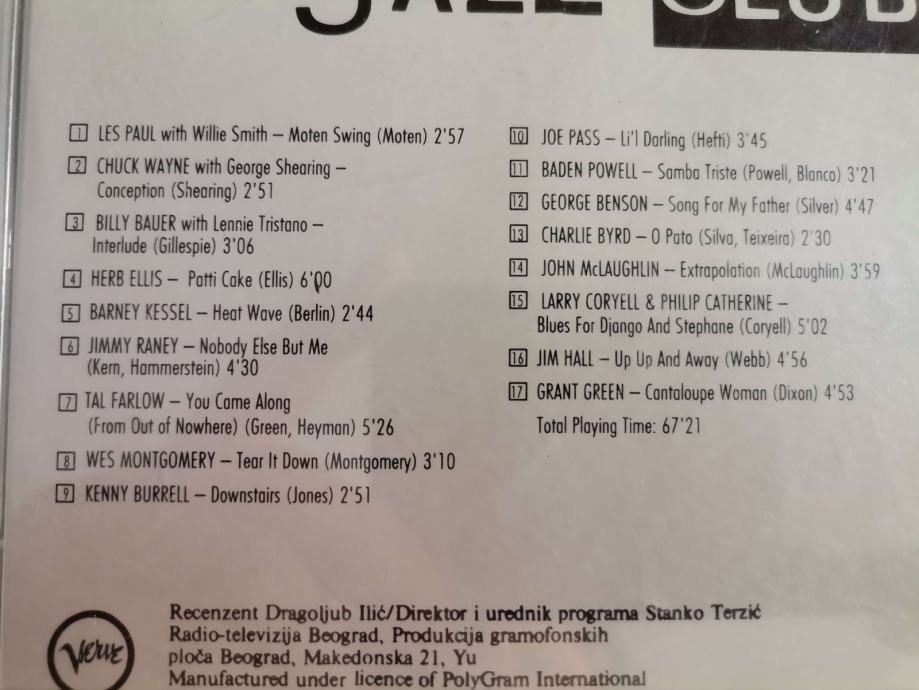 JAZZ CLUB
1 LES PAUL with Willie Smith – Moten Swing (Moten) 2'57
2 CHUCK WAYNE with George Shearing –
Conception (Shearing) 2'51
3 BILLY BAUER with Lennie Tristano –
Interlude (Gillespie) 3'06
4 HERB ELLIS – Patti Cake (Ellis) 6'00
5 BARNEY KESSEL – Heat Wave (Berlin) 2'44
6 JIMMY RANEY – Nobody Else But Me
(Kern, Hammerstein) 4'30
7 TAL FARLOW – You Came Along
(From Out of Nowhere) (Green, Heyman) 5'26
8 WES MONTGOMERY – Tear It Down (Montgomery) 3'10
9 KENNY BURRELL – Downstairs (Jones) 2'51
10 JOE PASS – Li'l Darling (Hefti) 3'45
11 BADEN POWELL – Samba Triste (Powell, Blanco) 3'21
12 GEORGE BENSON – Song For My Father (Silver) 4'47
13 CHARLIE BYRD – O Pato (Silva, Teixeira) 2'30
14 JOHN McLAUGHLIN – Extrapolation (McLaughlin) 3'59
15 LARRY CORYELL & PHILIP CATHERINE –
Blues For Django And Stephane (Coryell) 5'02
16 JIM HALL – Up Up And Away (Webb) 4'56
17 GRANT GREEN – Cantaloupe Woman (Dixon) 4'53
Total Playing Time: 67'21
Verve
Recenzent Dragoljub Ilić/Direktor i urednik programa Stanko Terzić
Radio-televizija Beograd, Produkcija gramofonskih
ploča Beograd, Makedonska 21, Yu
Manufactured under licence of PolyGram International